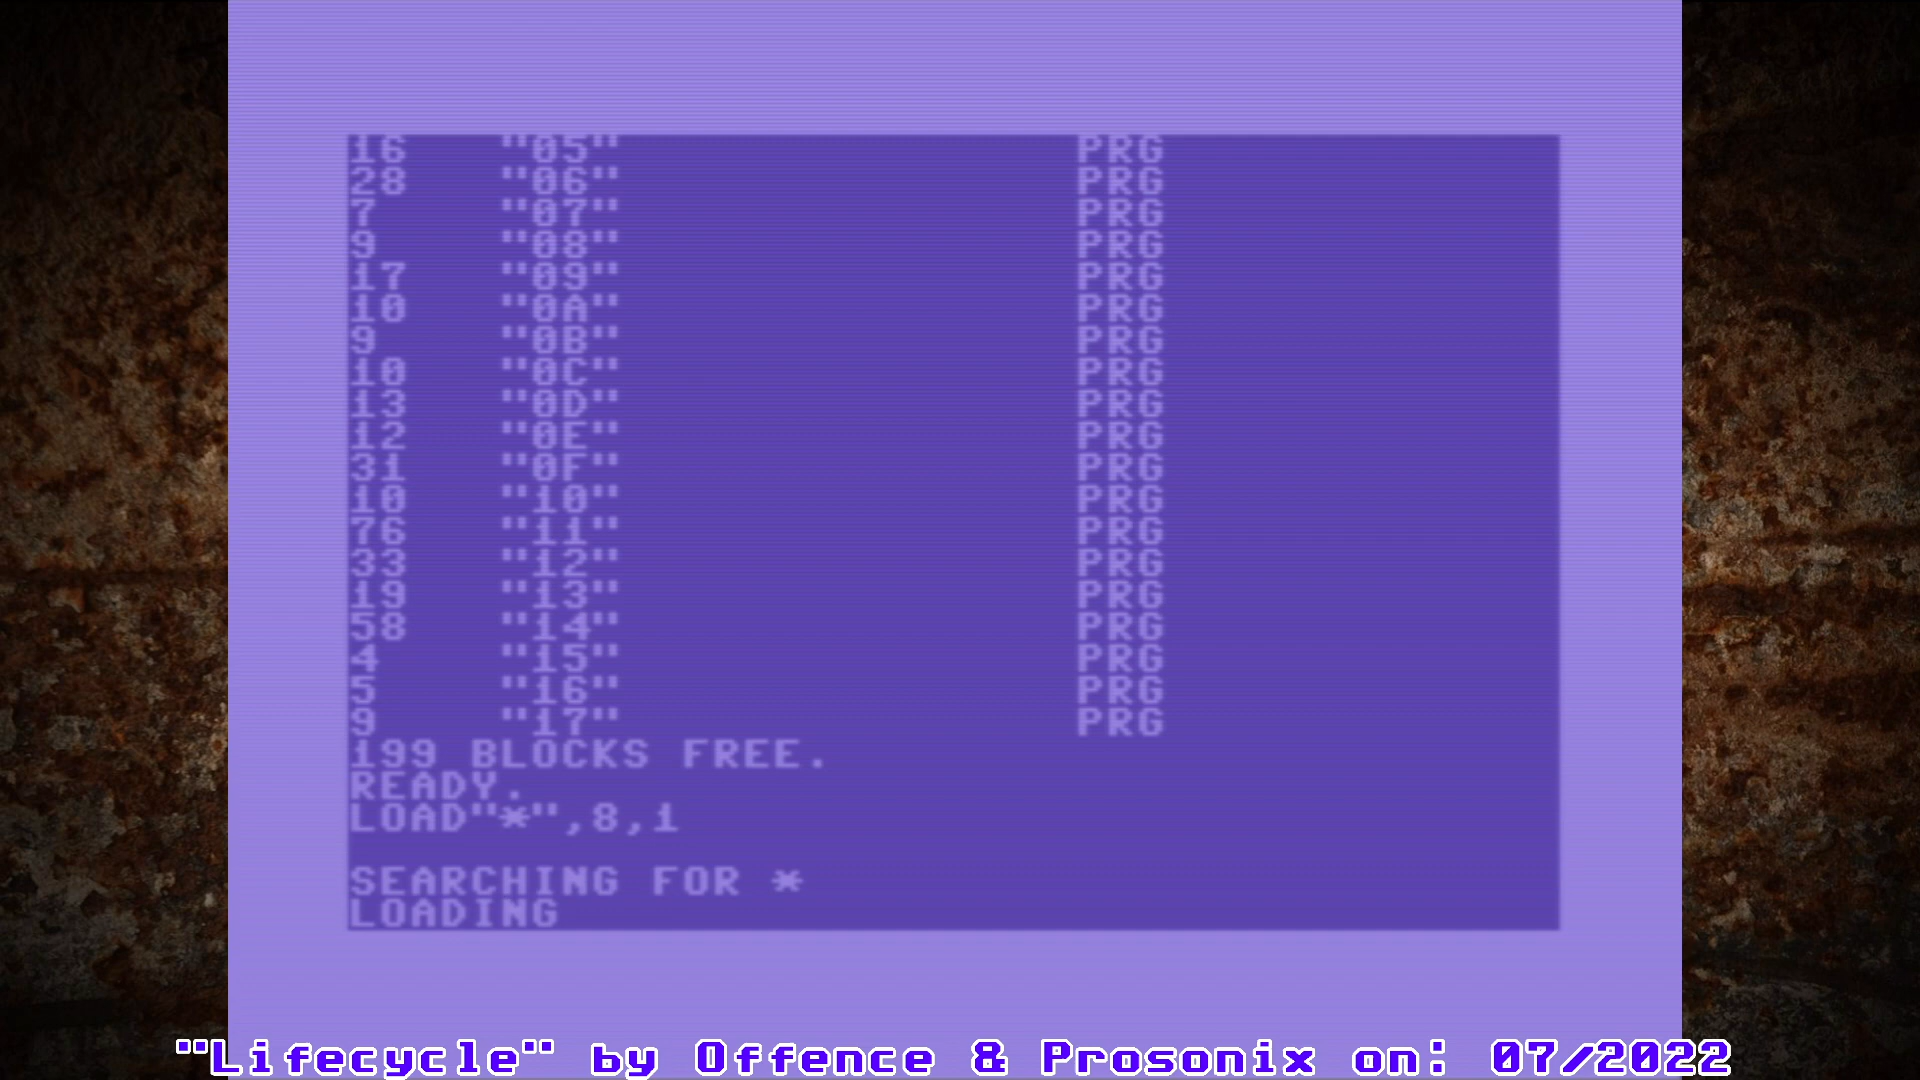 16 "05" PRG
28 "06" PRG
7 "07" PRG
9 "08" PRG
17 "09" PRG
10 "0A" PRG
9 "0B" PRG
10 "0C" PRG
13 "0D" PRG
12 "0E" PRG
31 "0F" PRG
10 "10" PRG
76 "11" PRG
33 "12" PRG
19 "13" PRG
58 "14" PRG
4 "15" PRG
5 "16" PRG
9 "17" PRG
199 BLOCKS FREE.
READY.
LOAD"*",8,1
SEARCHING FOR *
LOADING
"Lifecycle" by Offence & Prosonix on: 07/2022